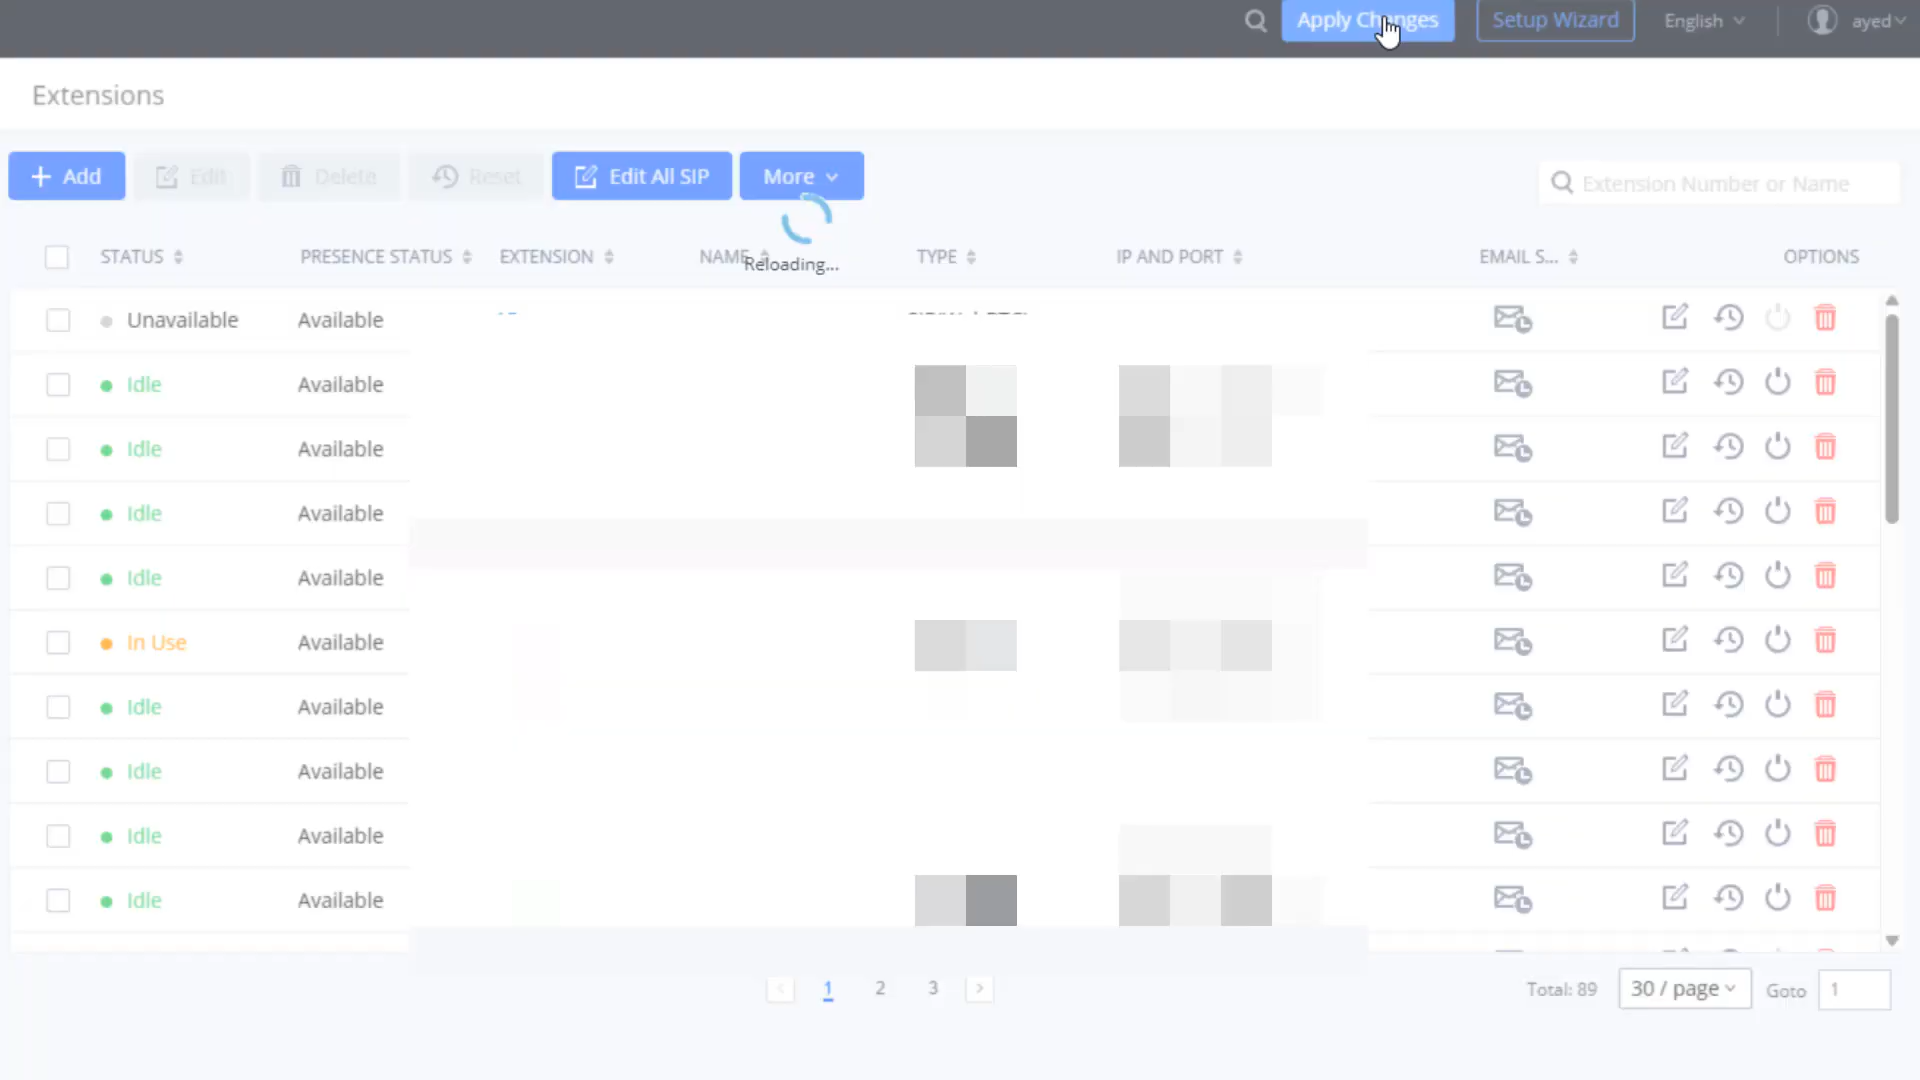 Apply Changes Setup Wizard English ayed
Extensions
+ Add Edit Delete Reset Edit All SIP More
Extension Number or Name
STATUS PRESENCE STATUS EXTENSION NAME TYPE IP AND PORT EMAIL S... OPTIONS
Reloading...
Unavailable Available
Idle Available
Idle Available
Idle Available
Idle Available
In Use Available
Idle Available
Idle Available
Idle Available
Idle Available
< 1 2 3 > Total: 89 30 / page Goto 1